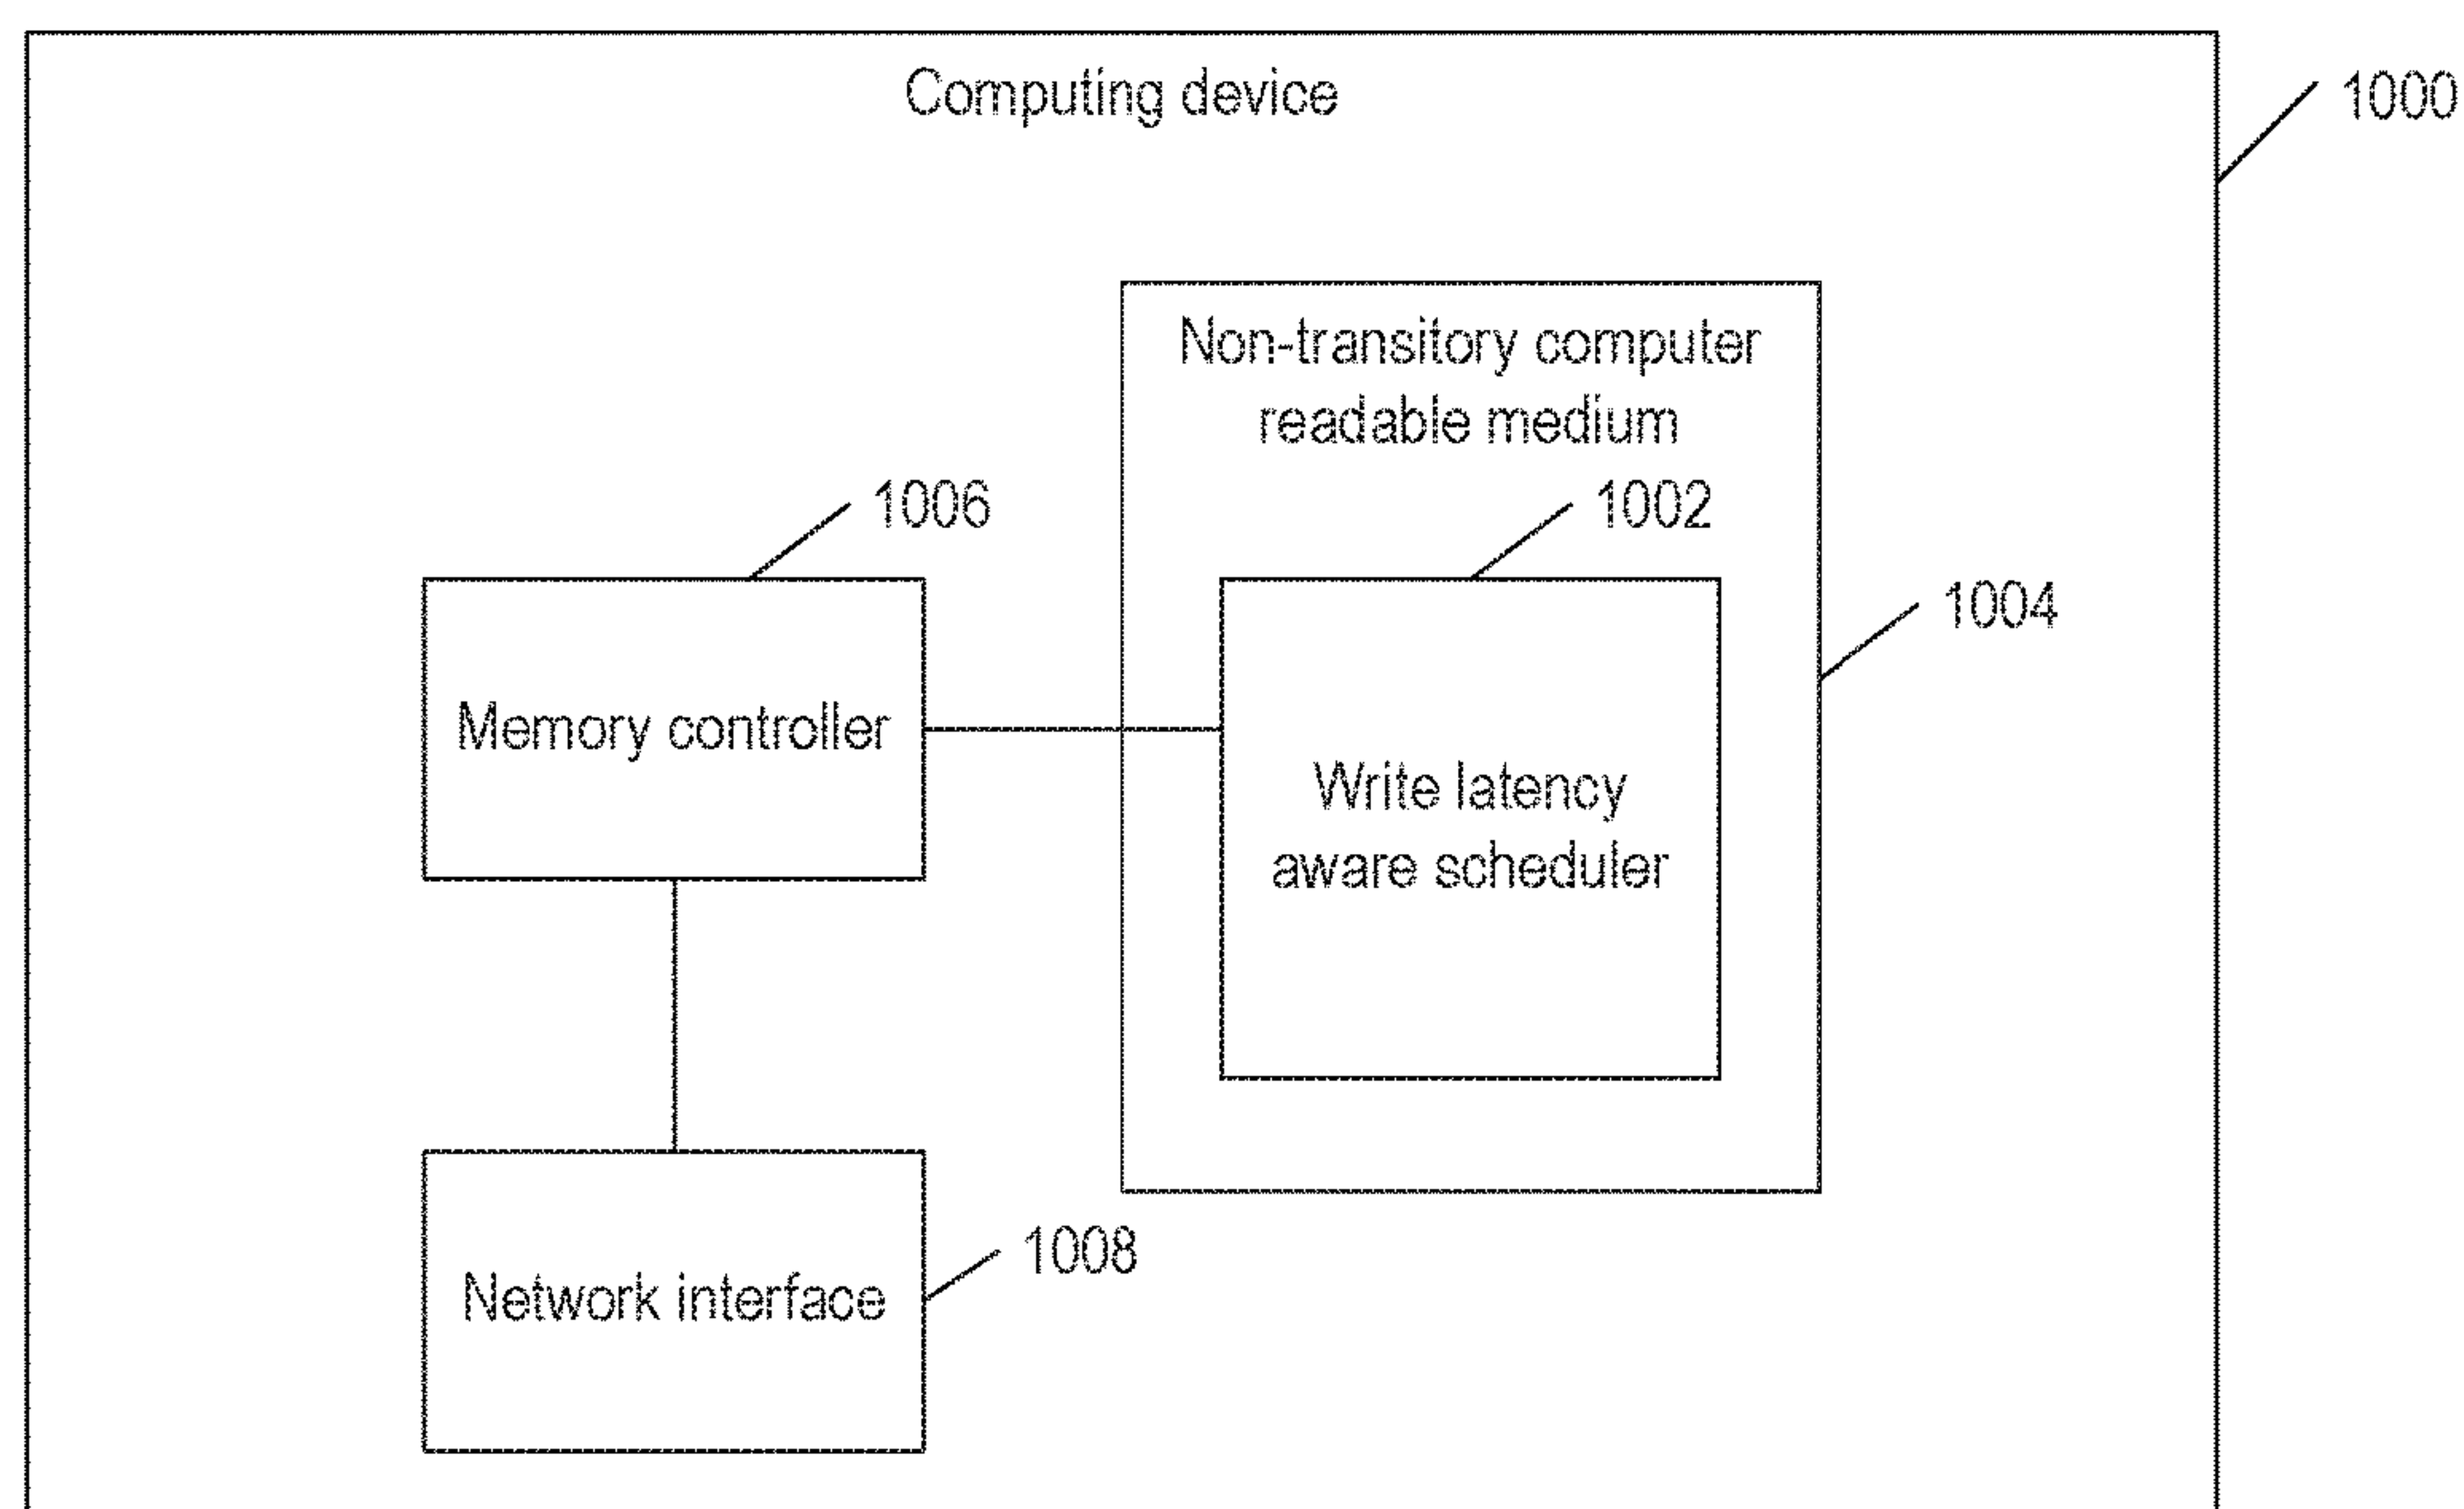 Computing device
1000
Non-transitory computer
readable medium
1006
1002
1004
Memory controller
Write latency
aware scheduler
1008
Network interface